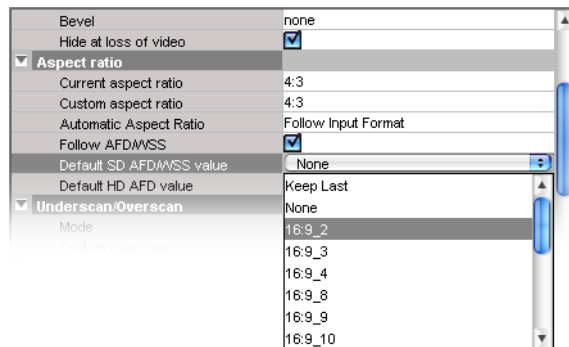 Bevel none
Hide at loss of video
Aspect ratio
Current aspect ratio 4:3
Custom aspect ratio 4:3
Automatic Aspect Ratio Follow Input Format
Follow AFD/WSS
Default SD AFD/WSS value None
Default HD AFD value Keep Last
Underscan/Overscan None
Mode 16:9_2
Custom overscan 16:9_3
16:9_4
16:9_8
16:9_9
16:9_10